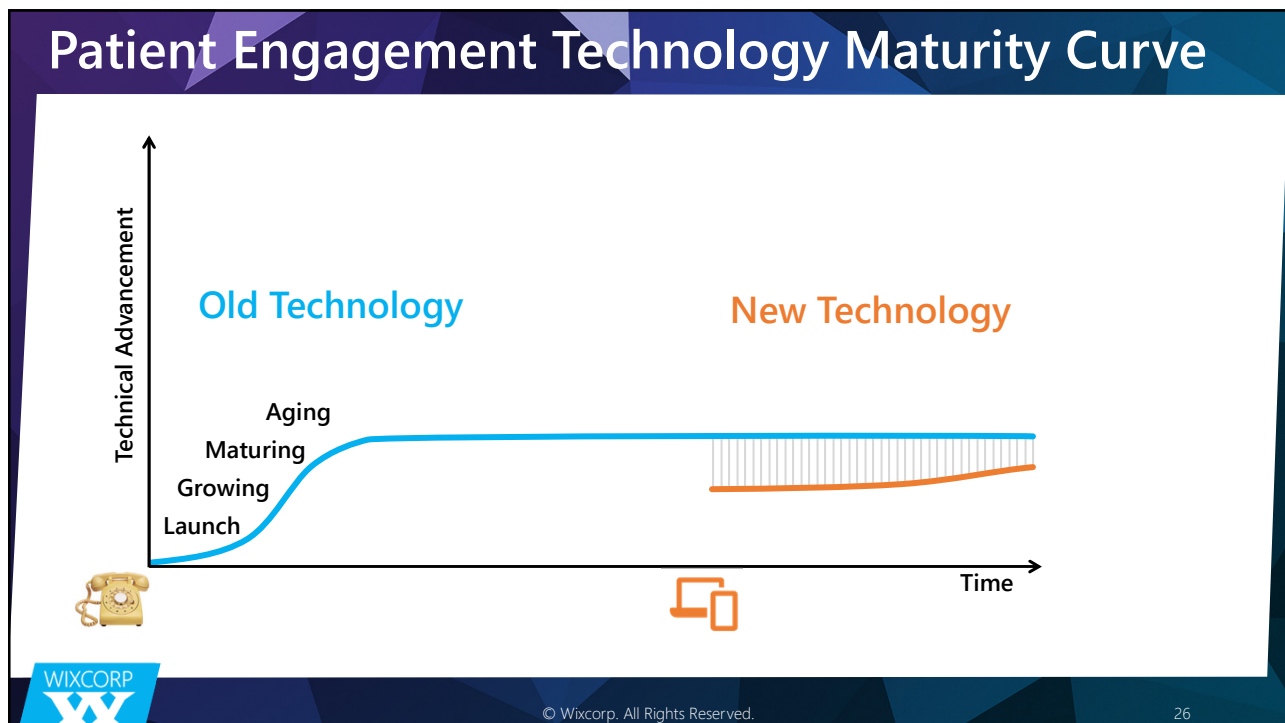 Patient Engagement Technology Maturity Curve
Technical Advancement
Old Technology
New Technology
Aging
Maturing
Growing
Launch
Time
WIXCORP
W
© Wixcorp. All Rights Reserved.
26